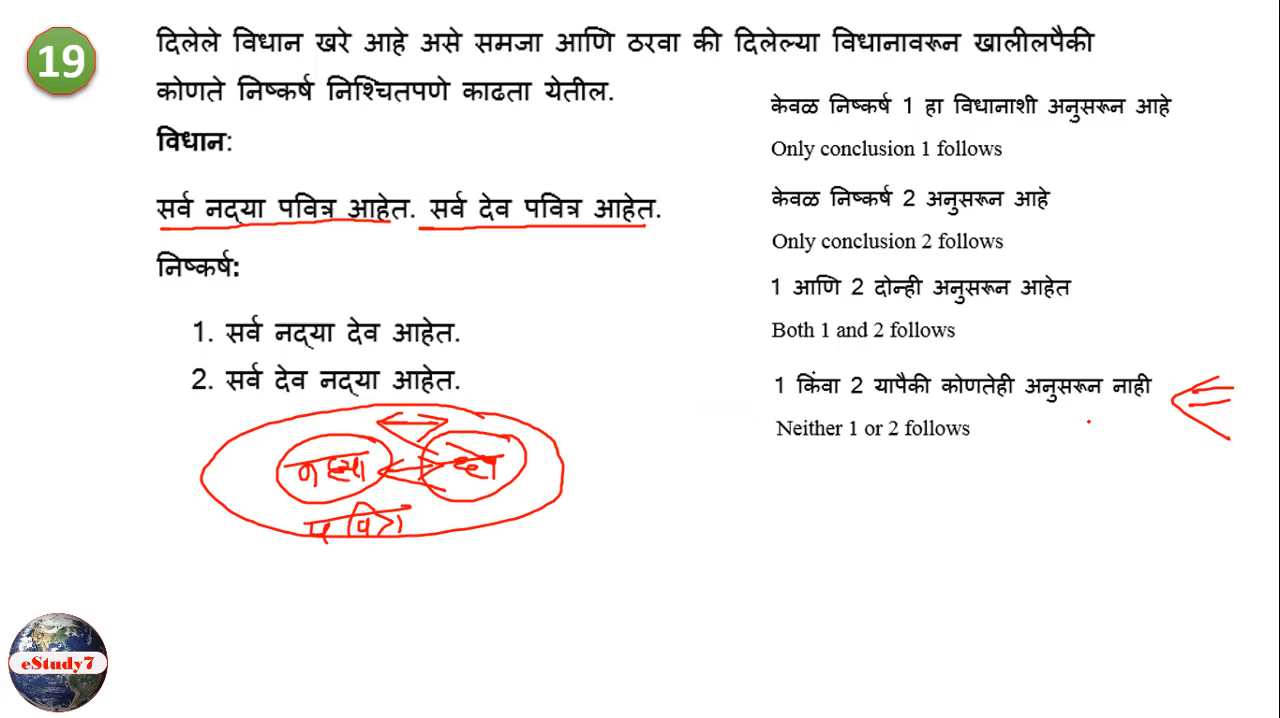 19
दिलेले विधान खरे आहे असे समजा आणि ठरवा की दिलेल्या विधानावरून खालीलपैकी
कोणते निष्कर्ष निश्चितपणे काढता येतील.
विधान:
सर्व नद्‌या पवित्र आहेत. सर्व देव पवित्र आहेत.
निष्कर्ष:
1. सर्व नद्‌या देव आहेत.
2. सर्व देव नद्‌या आहेत.
नद्या देव
पवित्र
केवळ निष्कर्ष 1 हा विधानाशी अनुसरून आहे
Only conclusion 1 follows
केवळ निष्कर्ष 2 अनुसरून आहे
Only conclusion 2 follows
1 आणि 2 दोन्ही अनुसरून आहेत
Both 1 and 2 follows
1 किंवा 2 यापैकी कोणतेही अनुसरून नाही
Neither 1 or 2 follows
eStudy7